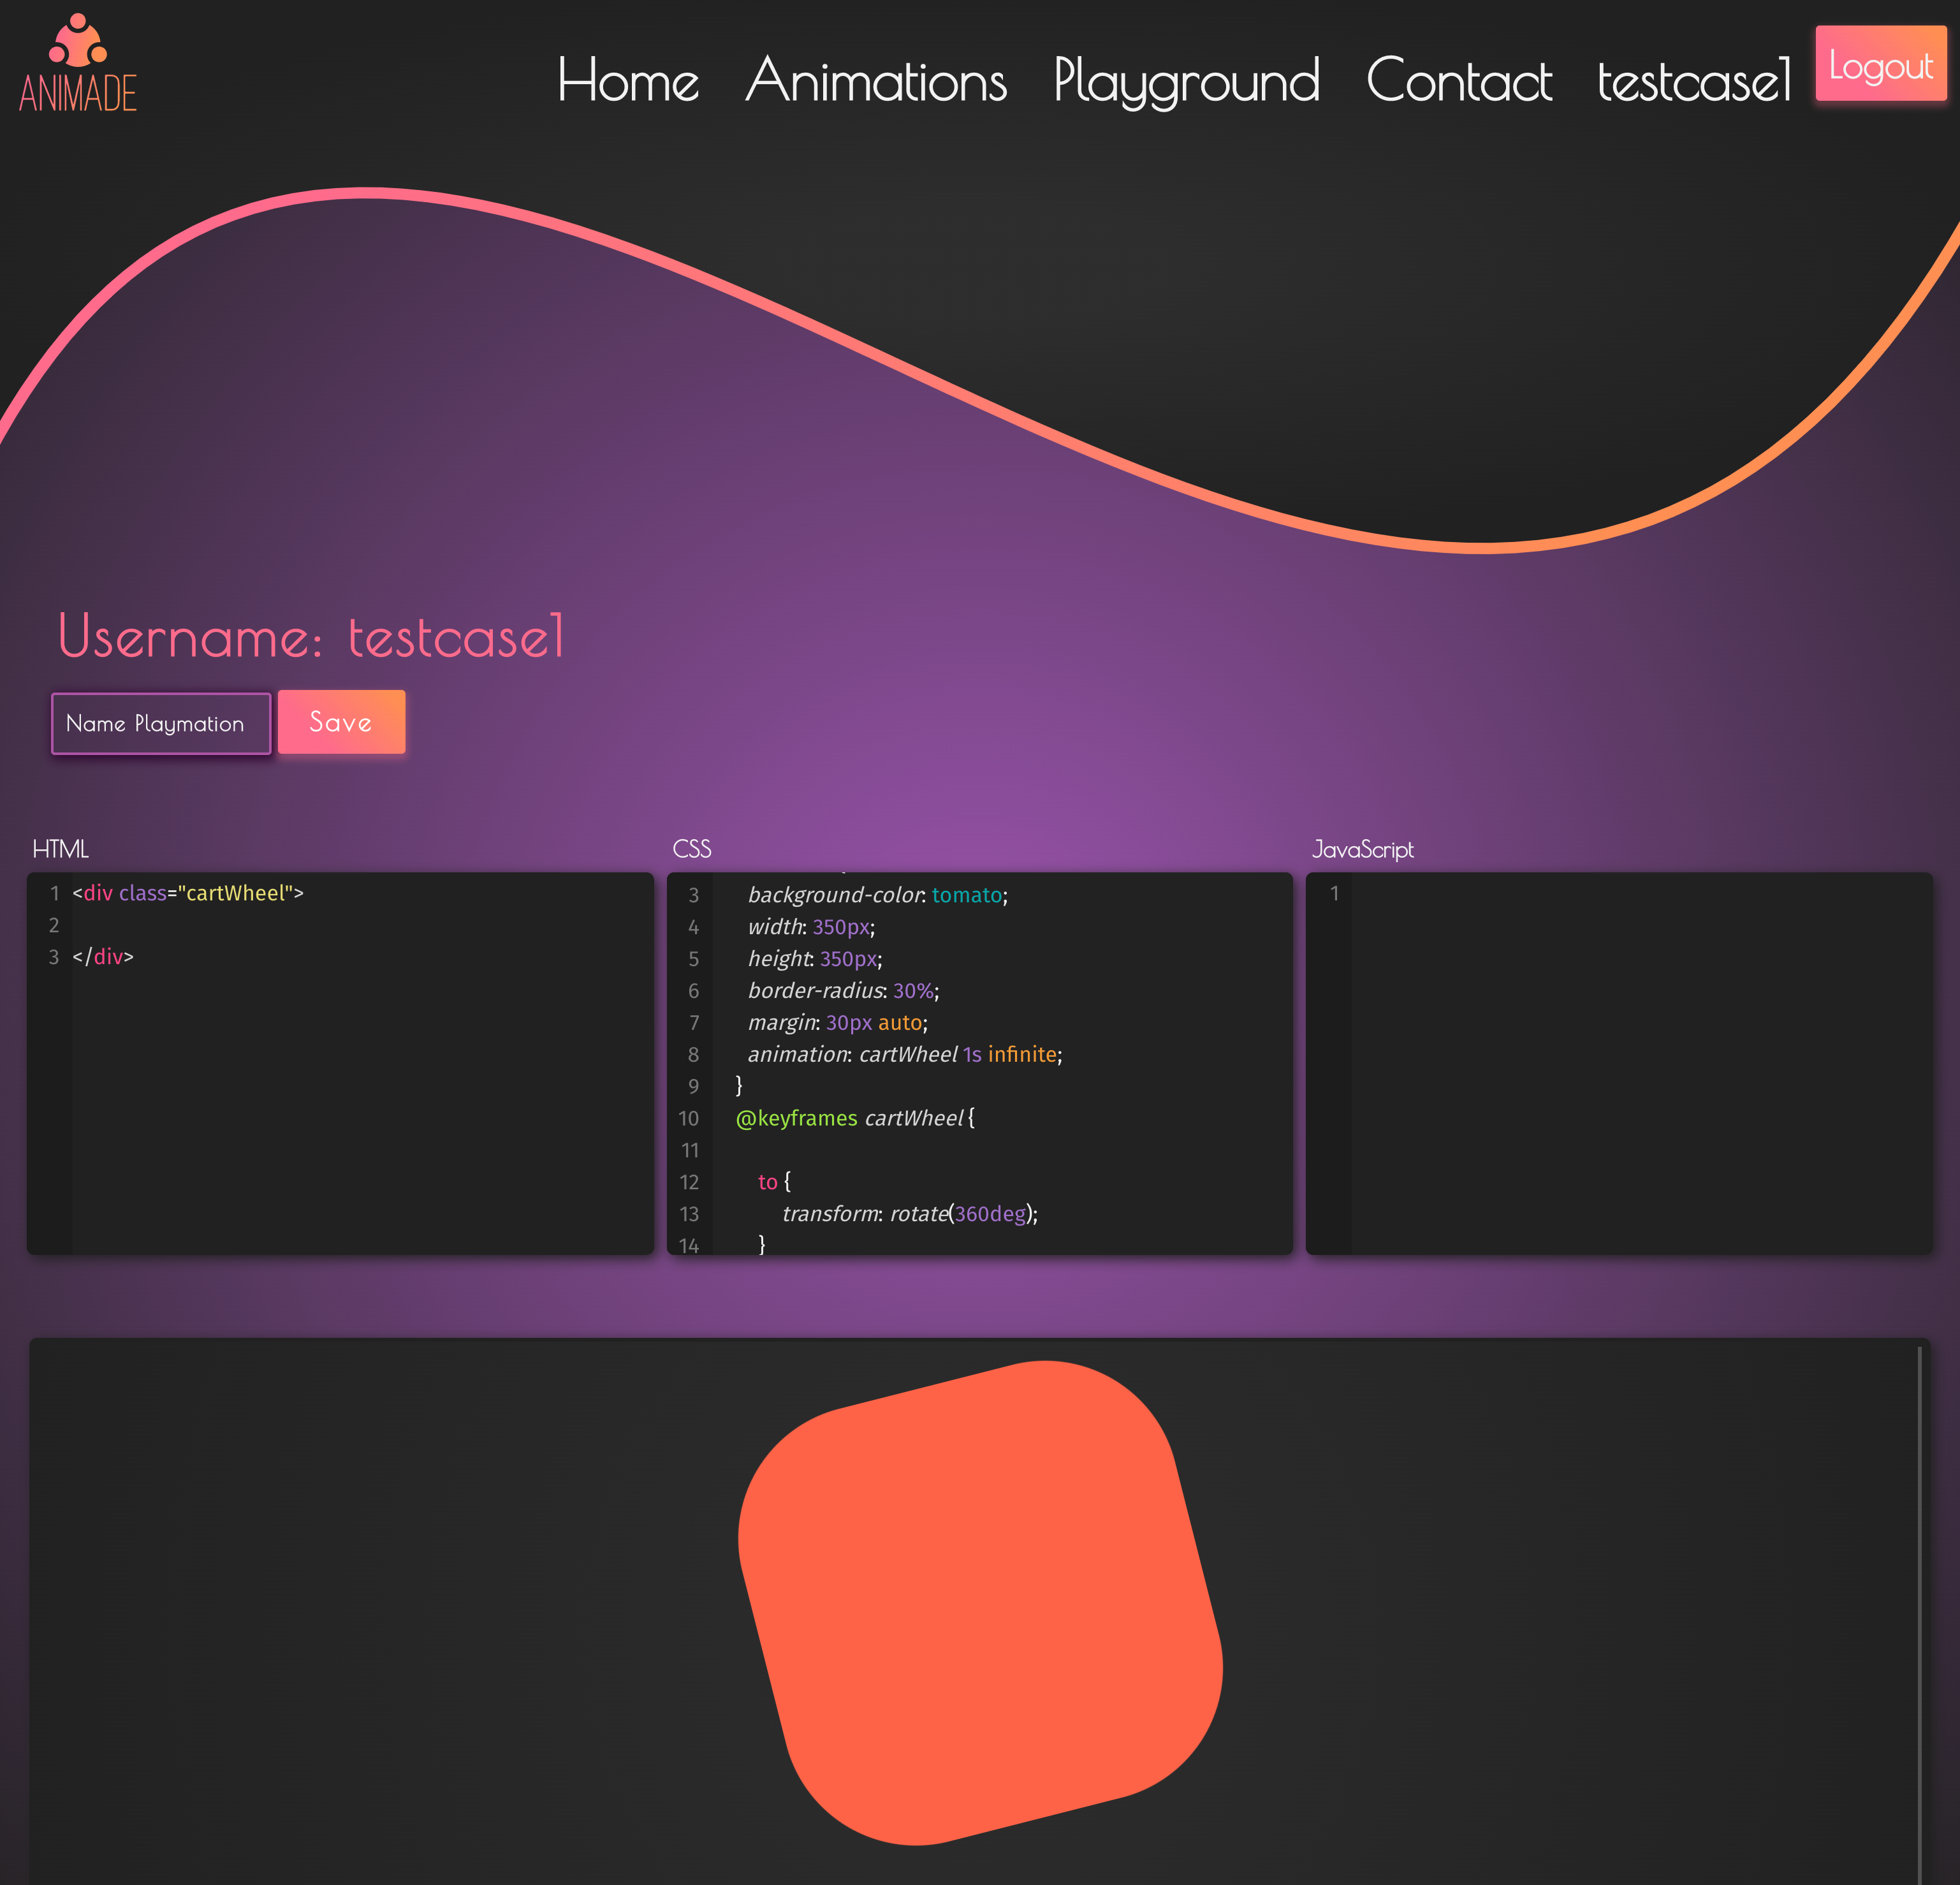 ANIMADE
Home Animations Playground Contact testcase1 Logout
Username: testcase1
Name Playmation Save
HTML
1 <div class="cartWheel">
2
3 </div>
CSS
3 background-color: tomato;
4 width: 350px;
5 height: 350px;
6 border-radius: 30%;
7 margin: 30px auto;
8 animation: cartWheel 1s infinite;
9 }
10 @keyframes cartWheel {
11
12 to {
13 transform: rotate(360deg);
14 }
JavaScript
1